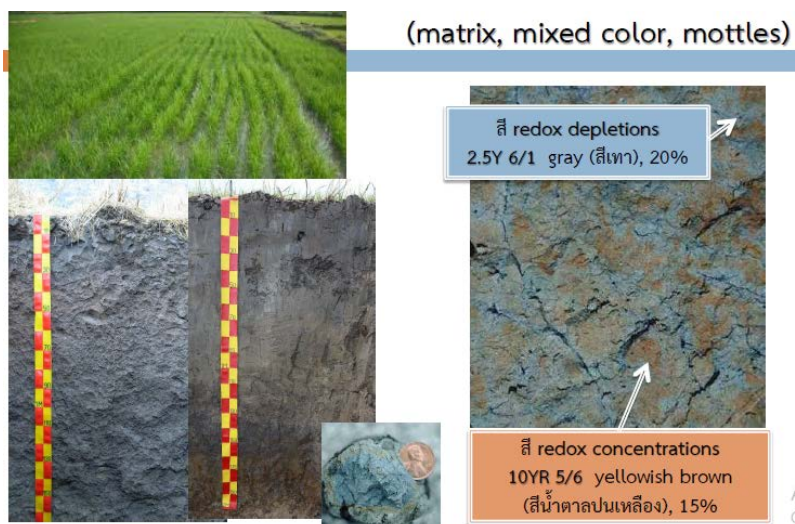 (matrix, mixed color, mottles)
สี redox depletions
2.5Y 6/1 gray (สีเทา), 20%
สี redox concentrations
10YR 5/6 yellowish brown
(สีน้ำตาลปนเหลือง), 15%